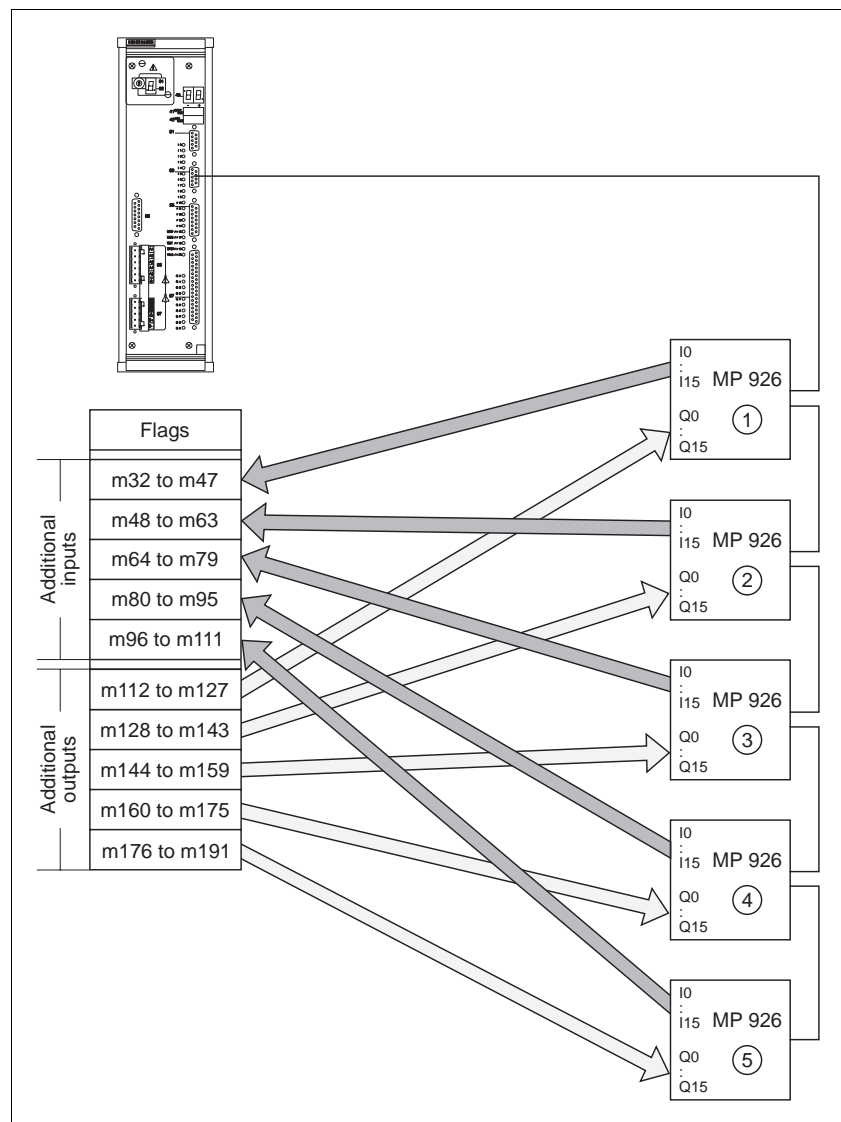 Flags
Additional inputs
m32 to m47
m48 to m63
m64 to m79
m80 to m95
m96 to m111
Additional outputs
m112 to m127
m128 to m143
m144 to m159
m160 to m175
m176 to m191
I0
:
I15
MP 926
1
Q0
:
Q15
I0
:
I15
MP 926
2
Q0
:
Q15
I0
:
I15
MP 926
3
Q0
:
Q15
I0
:
I15
MP 926
4
Q0
:
Q15
I0
:
I15
MP 926
5
Q0
:
Q15